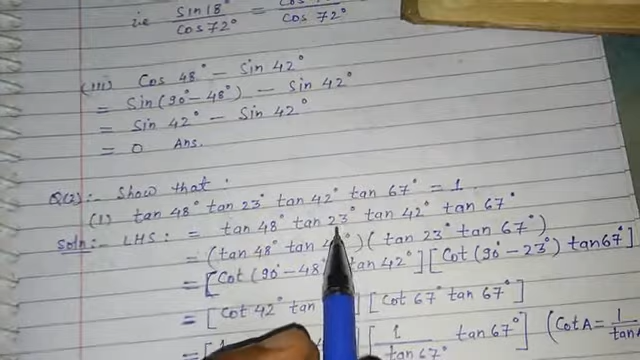 ie sin 18° / cos 72° = / cos 72°
(iii) cos 48° - sin 42°
= sin (90° - 48°) - sin 42°
= sin 42° - sin 42°
= 0 Ans.
Q(2):- Show that :
(i) tan 48° tan 23° tan 42° tan 67° = 1
Soln:- LHS: = tan 48° tan 23° tan 42° tan 67°
= (tan 48° tan 4 ) ( tan 23° tan 67°)
= [cot (90 - 48° tan 42°] [cot (90° - 23°) tan 67°]
= [cot 42° tan ] [cot 67° tan 67°]
= [ 1 / tan 67° tan 67°] (cot A = 1 / tan A